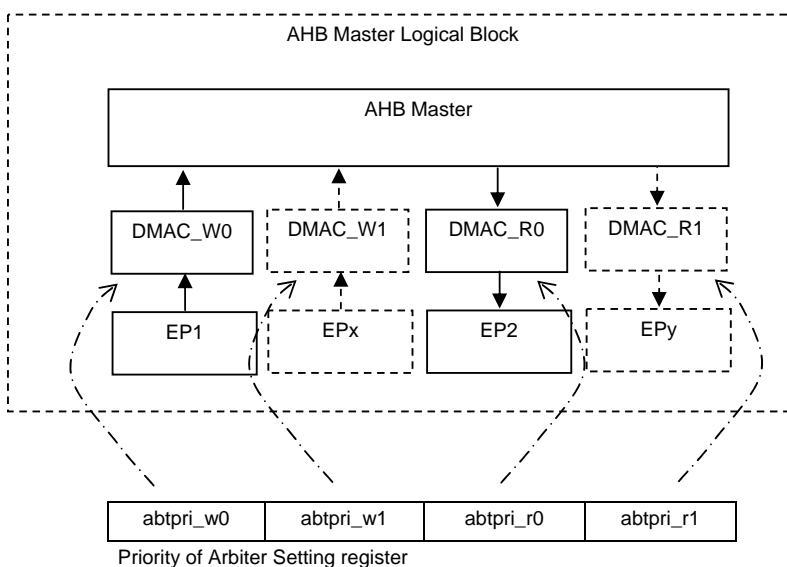 AHB Master Logical Block
AHB Master
DMAC_W0 DMAC_W1 DMAC_R0 DMAC_R1
EP1 EPx EP2 EPy
abtpri_w0 abtpri_w1 abtpri_r0 abtpri_r1
Priority of Arbiter Setting register